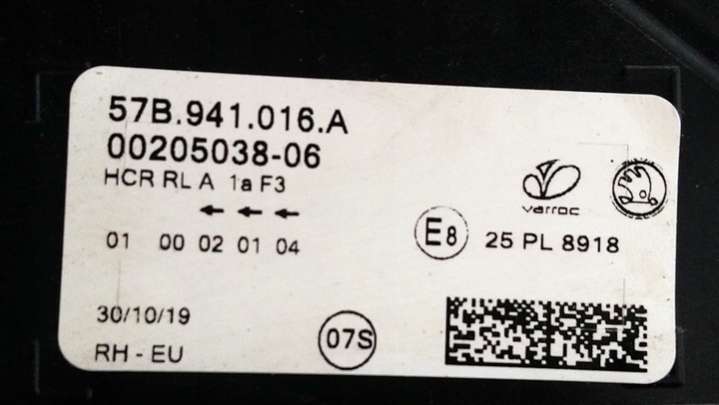 57B.941.016.A
00205038-06
HCR RL A 1a F3
← ← ←
01 00 02 01 04
varroc
E8 25 PL 8918
30/10/19
RH - EU
07S